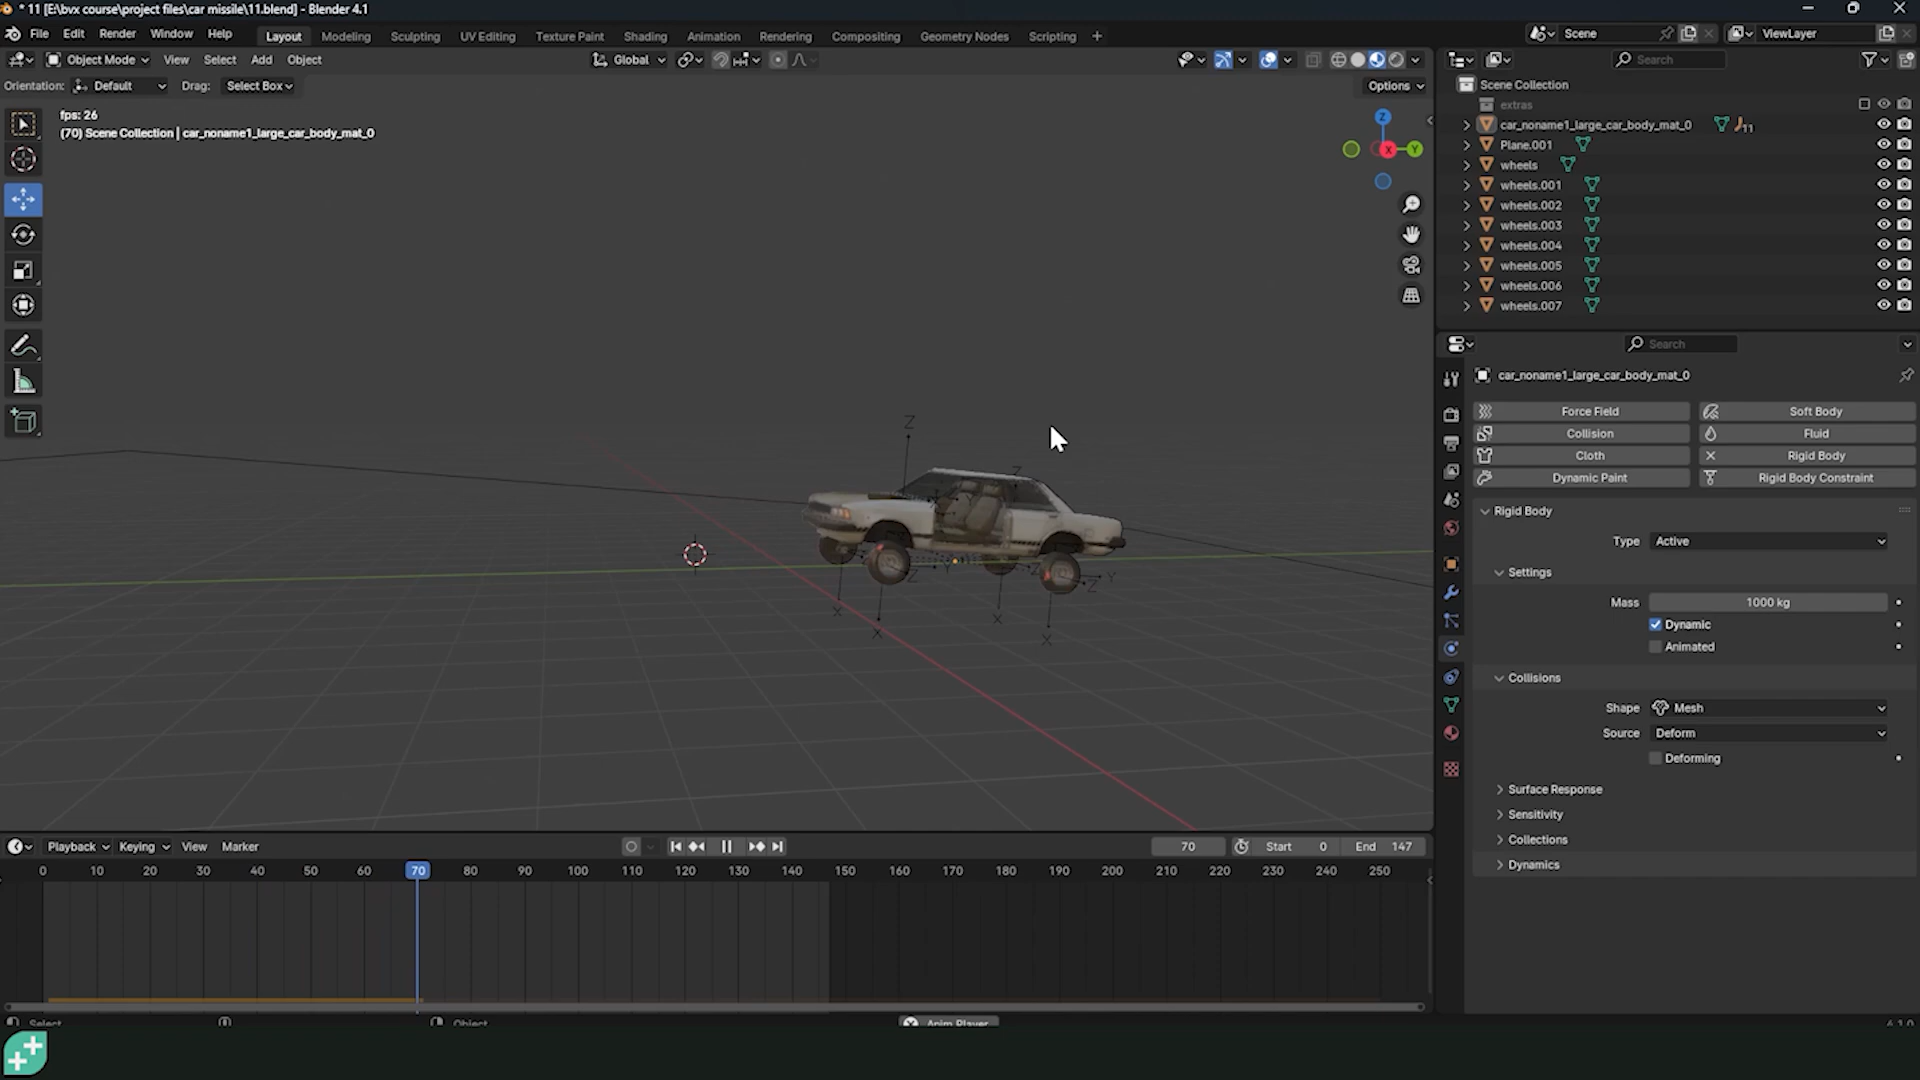 * 11 [E:\bvx course\project files\car missile\11.blend] - Blender 4.1
File Edit Render Window Help Layout Modeling Sculpting UV Editing Texture Paint Shading Animation Rendering Compositing Geometry Nodes Scripting + Scene ViewLayer
Object Mode View Select Add Object Global Search
Orientation: Default Drag: Select Box Options
fps: 26
(70) Scene Collection | car_noname1_large_car_body_mat_0
Z
X Y
Scene Collection
extras
car_noname1_large_car_body_mat_0 11
Plane.001
wheels
wheels.001
wheels.002
wheels.003
wheels.004
wheels.005
wheels.006
wheels.007
Search
car_noname1_large_car_body_mat_0
Force Field Soft Body
Collision Fluid
Cloth Rigid Body
Dynamic Paint Rigid Body Constraint
Rigid Body
Type Active
Settings
Mass 1000 kg
Dynamic
Animated
Collisions
Shape Mesh
Source Deform
Deforming
Surface Response
Sensitivity
Collections
Dynamics
Z
Z
Y
Z
Z Y
X
X
X
X
Playback Keying View Marker 70 Start 0 End 147
0 10 20 30 40 50 60 70 80 90 100 110 120 130 140 150 160 170 180 190 200 210 220 230 240 250
Select Object Anim Player 4.1.0